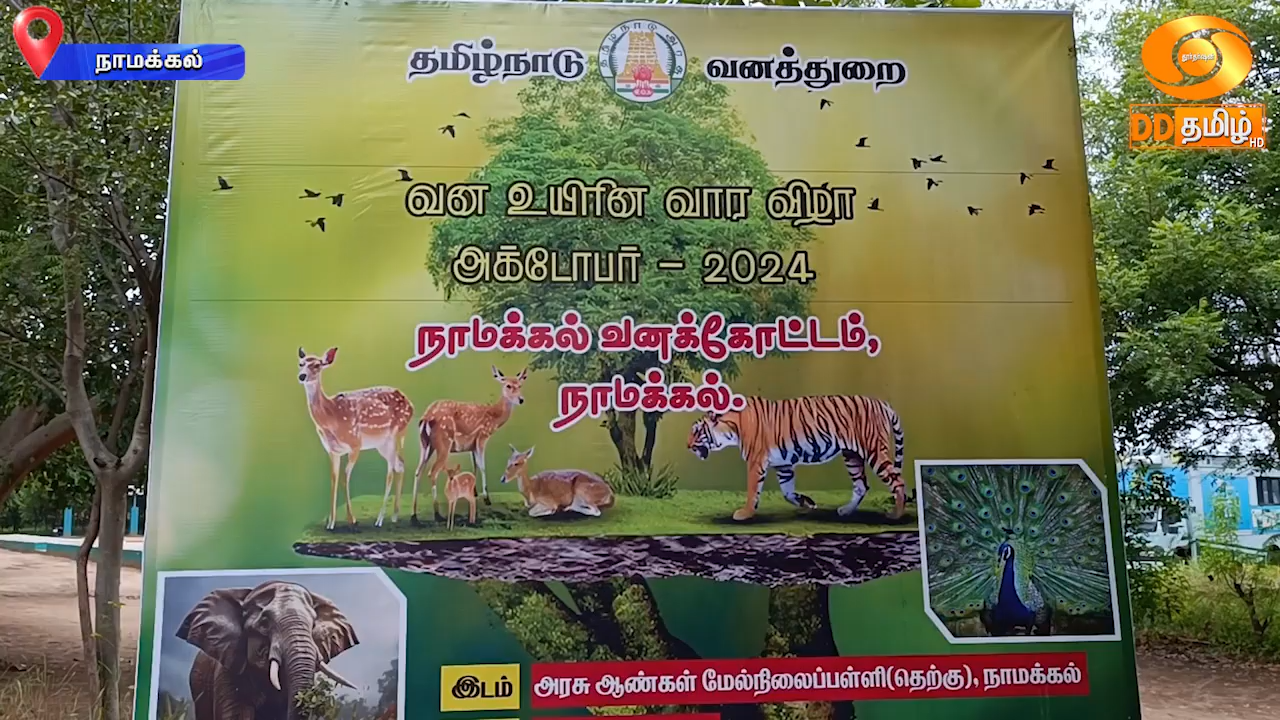 நாமக்கல்
தமிழ்நாடு வனத்துறை
DD தமிழ் HD
வன உயிரின வார விழா
அக்டோபர் – 2024
நாமக்கல் வனக்கோட்டம்,
நாமக்கல்.
இடம் அரசு ஆண்கள் மேல்நிலைப்பள்ளி(தெற்கு), நாமக்கல்